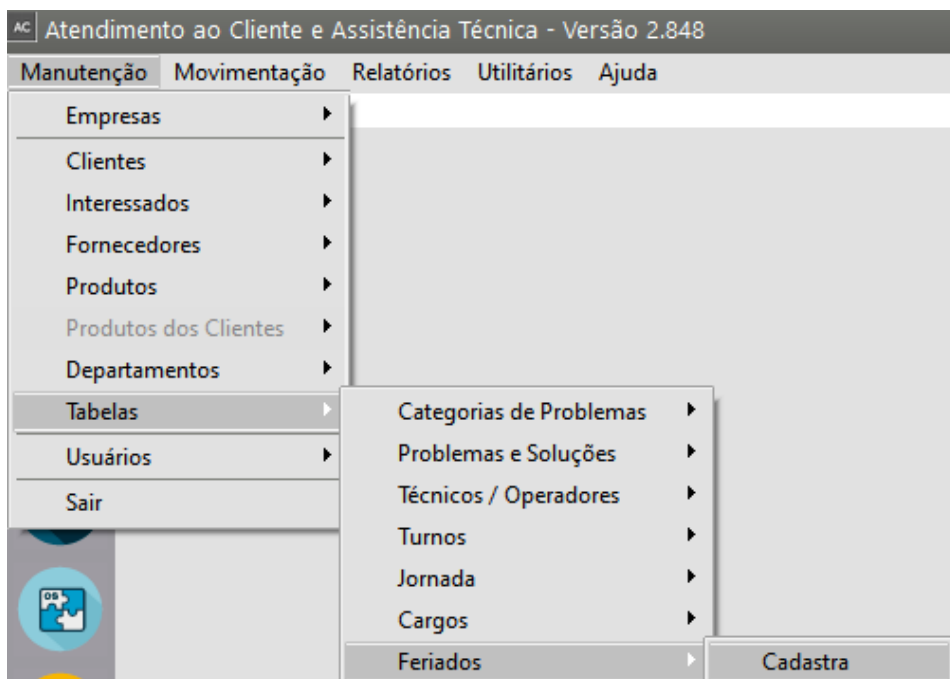 AC Atendimento ao Cliente e Assistência Técnica - Versão 2.848
Manutenção Movimentação Relatórios Utilitários Ajuda
Empresas
Clientes
Interessados
Fornecedores
Produtos
Produtos dos Clientes
Departamentos
Tabelas
Usuários
Sair
Categorias de Problemas
Problemas e Soluções
Técnicos / Operadores
Turnos
Jornada
Cargos
Feriados
Cadastra
OS